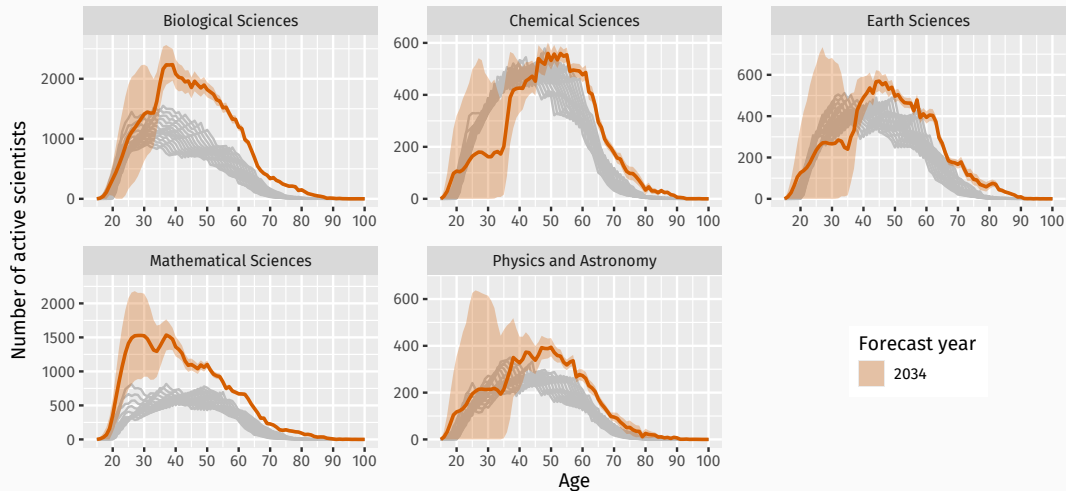 Biological Sciences
Chemical Sciences
Earth Sciences
2000
1000
0
20 30 40 50 60 70 80 90 100
600
400
200
0
20 30 40 50 60 70 80 90 100
600
400
200
0
20 30 40 50 60 70 80 90 100
Number of active scientists
Mathematical Sciences
Physics and Astronomy
2000
1500
1000
500
0
20 30 40 50 60 70 80 90 100
600
400
200
0
20 30 40 50 60 70 80 90 100
Age
Forecast year
2034